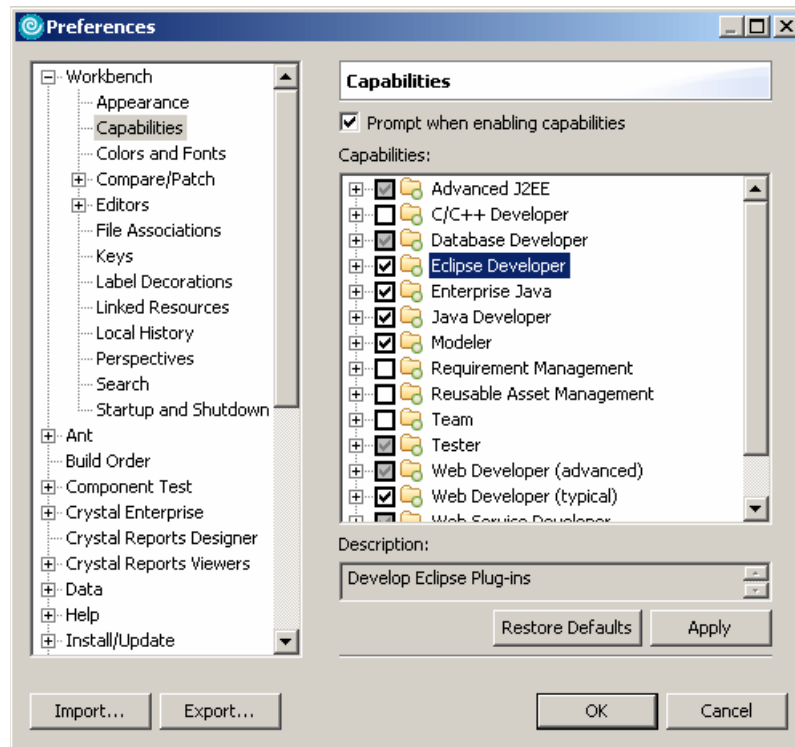 Preferences
Workbench
Appearance
Capabilities
Colors and Fonts
Compare/Patch
Editors
File Associations
Keys
Label Decorations
Linked Resources
Local History
Perspectives
Search
Startup and Shutdown
Ant
Build Order
Component Test
Crystal Enterprise
Crystal Reports Designer
Crystal Reports Viewers
Data
Help
Install/Update
Capabilities
Prompt when enabling capabilities
Capabilities:
Advanced J2EE
C/C++ Developer
Database Developer
Eclipse Developer
Enterprise Java
Java Developer
Modeler
Requirement Management
Reusable Asset Management
Team
Tester
Web Developer (advanced)
Web Developer (typical)
Web Service Developer
Description:
Develop Eclipse Plug-ins
Restore Defaults
Apply
Import...
Export...
OK
Cancel